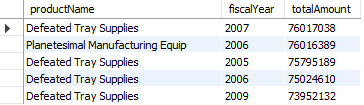 productName fiscalYear totalAmount
Defeated Tray Supplies 2007 76017038
Planetesimal Manufacturing Equip 2006 76016389
Defeated Tray Supplies 2005 75795189
Defeated Tray Supplies 2006 75024610
Defeated Tray Supplies 2009 73952132